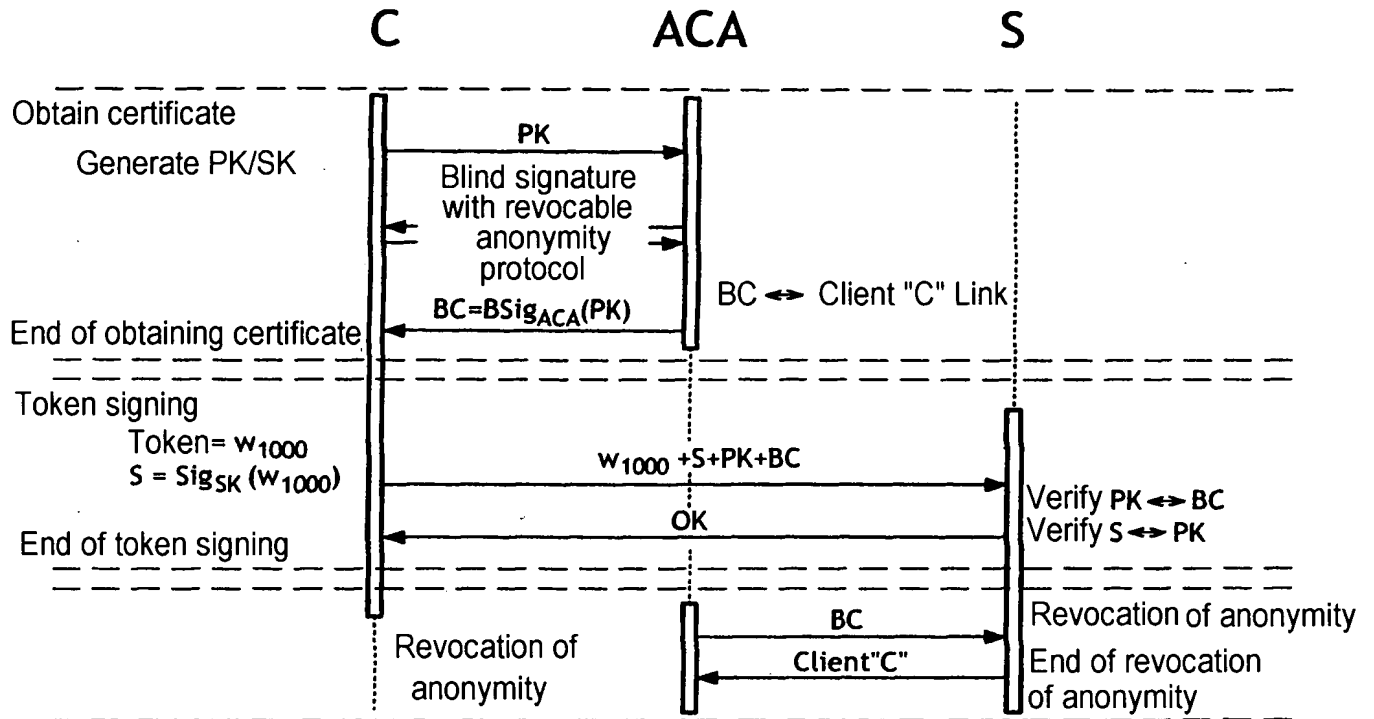 C ACA S
Obtain certificate
PK
Generate PK/SK
Blind signature
with revocable
anonymity
protocol
BC ↔ Client "C" Link
BC=BSigACA(PK)
End of obtaining certificate
Token signing
Token= w1000
S = SigSK (w1000)
w1000 +S+PK+BC
Verify PK ↔ BC
OK
Verify S ↔ PK
End of token signing
Revocation of anonymity
BC
Revocation of
anonymity
Client"C"
End of revocation
of anonymity